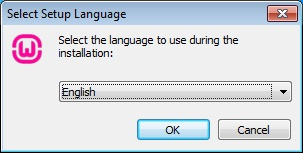 Select Setup Language
Select the language to use during the
installation:
English
OK
Cancel